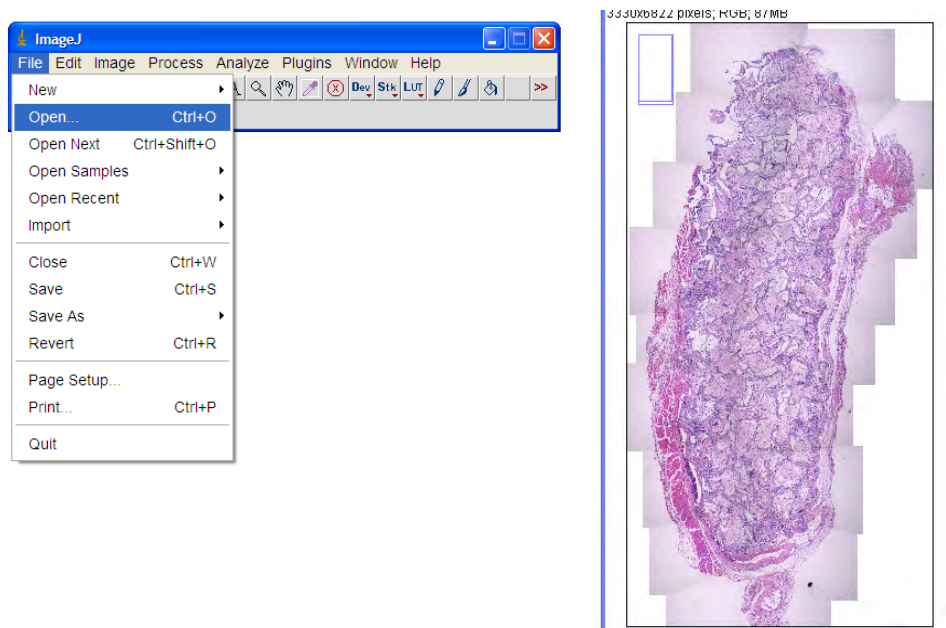 ImageJ
File Edit Image Process Analyze Plugins Window Help
Dev Stk LUT >>
New
Open... Ctrl+O
Open Next Ctrl+Shift+O
Open Samples
Open Recent
Import
Close Ctrl+W
Save Ctrl+S
Save As
Revert Ctrl+R
Page Setup...
Print... Ctrl+P
Quit
3330x6822 pixels; RGB; 87MB